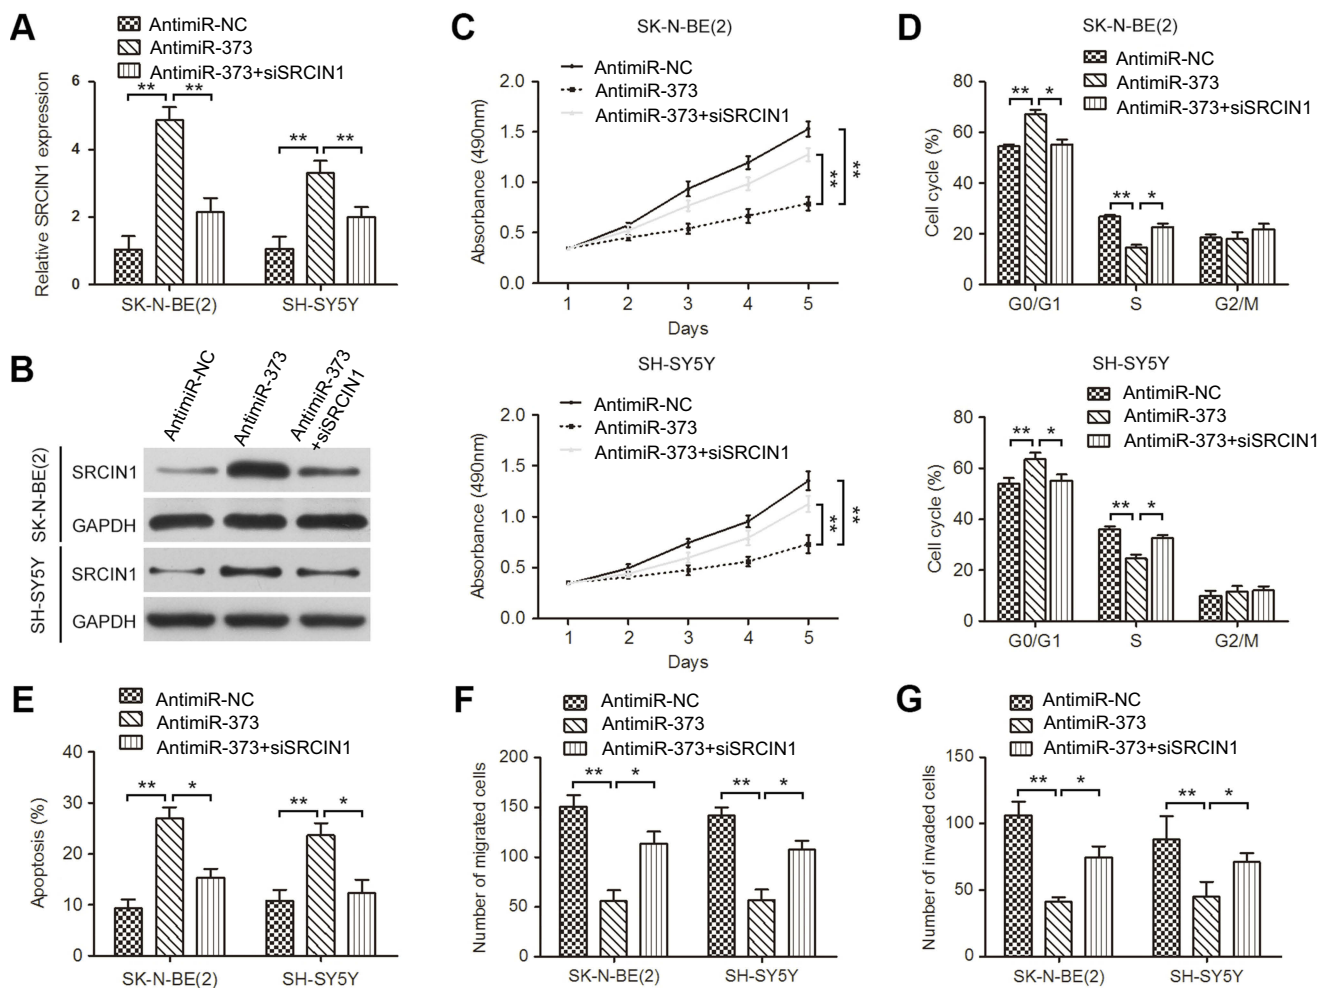 A
AntimiR-NC
AntimiR-373
AntimiR-373+siSRCIN1
Relative SRCIN1 expression
6
4
2
0
** **
** **
SK-N-BE(2) SH-SY5Y
B
AntimiR-NC
AntimiR-373
AntimiR-373
+siSRCIN1
SK-N-BE(2)
SRCIN1
GAPDH
SH-SY5Y
SRCIN1
GAPDH
C
SK-N-BE(2)
AntimiR-NC
AntimiR-373
AntimiR-373+siSRCIN1
Absorbance (490nm)
2.0
1.5
1.0
0.5
0.0
** **
1 2 3 4 5
Days
SH-SY5Y
AntimiR-NC
AntimiR-373
AntimiR-373+siSRCIN1
Absorbance (490nm)
2.0
1.5
1.0
0.5
0.0
** **
1 2 3 4 5
Days
D
SK-N-BE(2)
AntimiR-NC
AntimiR-373
AntimiR-373+siSRCIN1
Cell cycle (%)
80
60
40
20
0
** *
** *
G0/G1 S G2/M
SH-SY5Y
AntimiR-NC
AntimiR-373
AntimiR-373+siSRCIN1
Cell cycle (%)
80
60
40
20
0
** *
** *
G0/G1 S G2/M
E
AntimiR-NC
AntimiR-373
AntimiR-373+siSRCIN1
Apoptosis (%)
40
30
20
10
0
** *
** *
SK-N-BE(2) SH-SY5Y
F
AntimiR-NC
AntimiR-373
AntimiR-373+siSRCIN1
Number of migrated cells
200
150
100
50
0
** *
** *
SK-N-BE(2) SH-SY5Y
G
AntimiR-NC
AntimiR-373
AntimiR-373+siSRCIN1
Number of invaded cells
150
100
50
0
** *
** *
SK-N-BE(2) SH-SY5Y